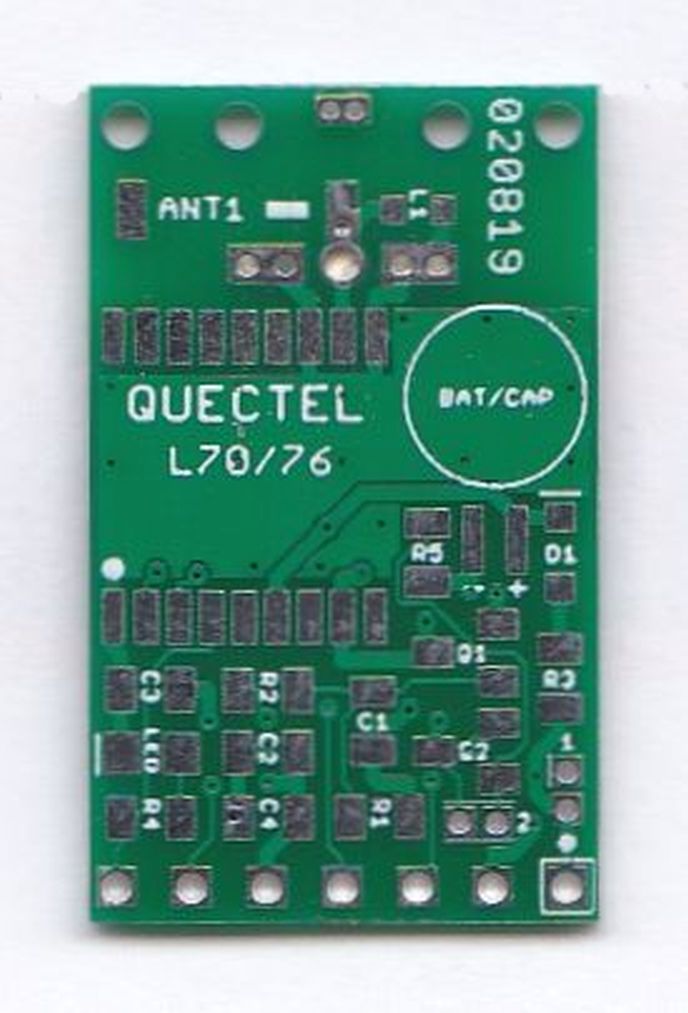 020819
ANT1
L1
QUECTEL
BAT/CAP
L70/76
R5
D1
- +
Q1
C3
R2
R3
C1
LED
C2
1
R4
C4
R1
2